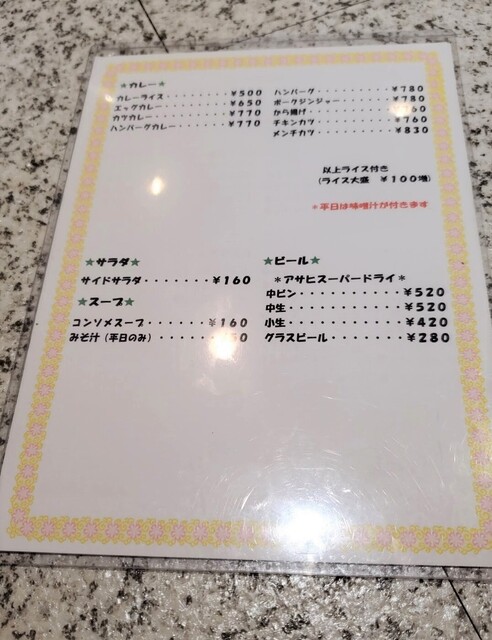 ★カレー★
カレーライス・・・・・・・¥500
エッグカレー・・・・・・・¥650
カツカレー・・・・・・・・¥770
ハンバーグカレー・・・・・¥770
ハンバーグ・・・・・・・・¥780
ポークジンジャー・・・・・¥780
から揚げ・・・・・・・・60
チキンカツ・・・・・・・・¥760
メンチカツ・・・・・・・・¥830
以上ライス付き
(ライス大盛 ¥100増)
*平日は味噌汁が付きます
★サラダ★
サイドサラダ・・・・・・・¥160
★スープ★
コンソメスープ・・・・・・¥160
みそ汁(平日のみ)・・・・
★ビール★
*アサヒスーパードライ*
中ビン・・・・・・・・・・¥520
中生・・・・・・・・・・・¥520
小生・・・・・・・・・・・¥420
グラスビール・・・・・・・¥280